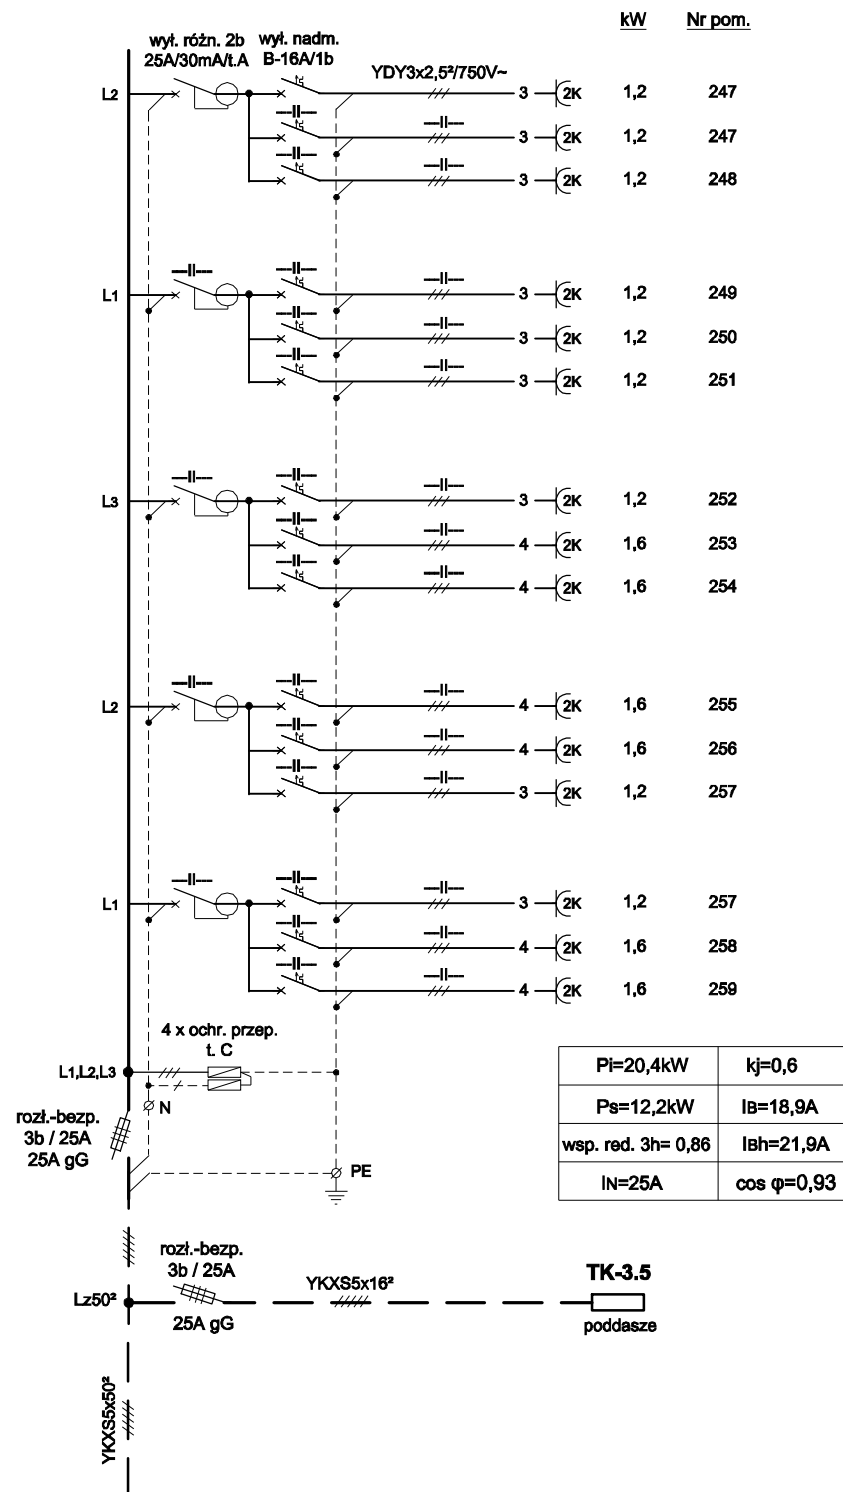 kW Nr pom.
wył. różn. 2b wył. nadm.
25A/30mA/t.A B-16A/1b
YDY3x2,5²/750V~
L2 3 2K 1,2 247
3 2K 1,2 247
3 2K 1,2 248
L1 3 2K 1,2 249
3 2K 1,2 250
3 2K 1,2 251
L3 3 2K 1,2 252
4 2K 1,6 253
4 2K 1,6 254
L2 4 2K 1,6 255
4 2K 1,6 256
3 2K 1,2 257
L1 3 2K 1,2 257
4 2K 1,6 258
4 2K 1,6 259
4 x ochr. przep.
t. C
L1,L2,L3
N
rozł.-bezp.
3b / 25A
25A gG
PE
Pi=20,4kW kj=0,6
Ps=12,2kW IB=18,9A
wsp. red. 3h= 0,86 IBh=21,9A
IN=25A cos φ=0,93
rozł.-bezp.
3b / 25A
YKXS5x16²
TK-3.5
Lz50²
25A gG
poddasze
YKXS5x50²